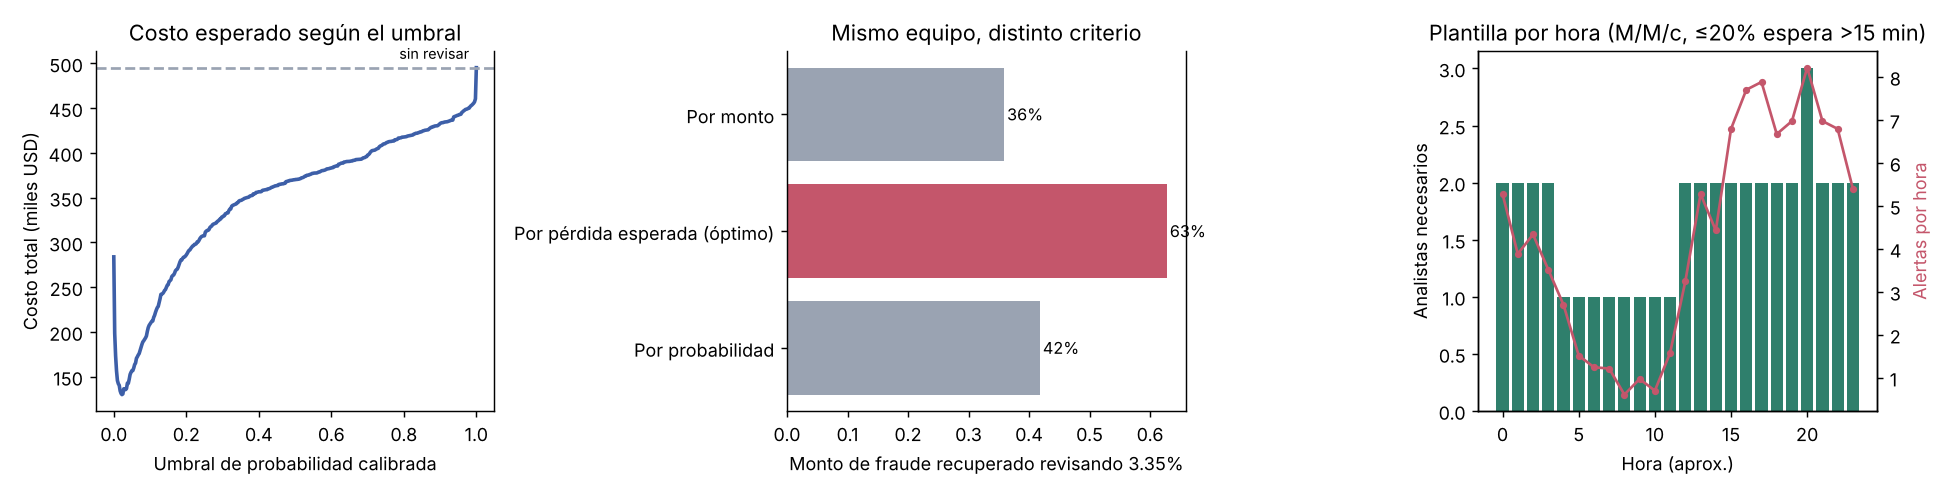 Costo esperado según el umbral
sin revisar
500
450
400
350
300
250
200
150
Costo total (miles USD)
0.0 0.2 0.4 0.6 0.8 1.0
Umbral de probabilidad calibrada
Mismo equipo, distinto criterio
Por monto
36%
Por pérdida esperada (óptimo)
63%
Por probabilidad
42%
0.0 0.1 0.2 0.3 0.4 0.5 0.6
Monto de fraude recuperado revisando 3.35%
Plantilla por hora (M/M/c, ≤20% espera >15 min)
3.0
2.5
2.0
1.5
1.0
0.5
0.0
Analistas necesarios
8
7
6
5
4
3
2
1
Alertas por hora
0 5 10 15 20
Hora (aprox.)